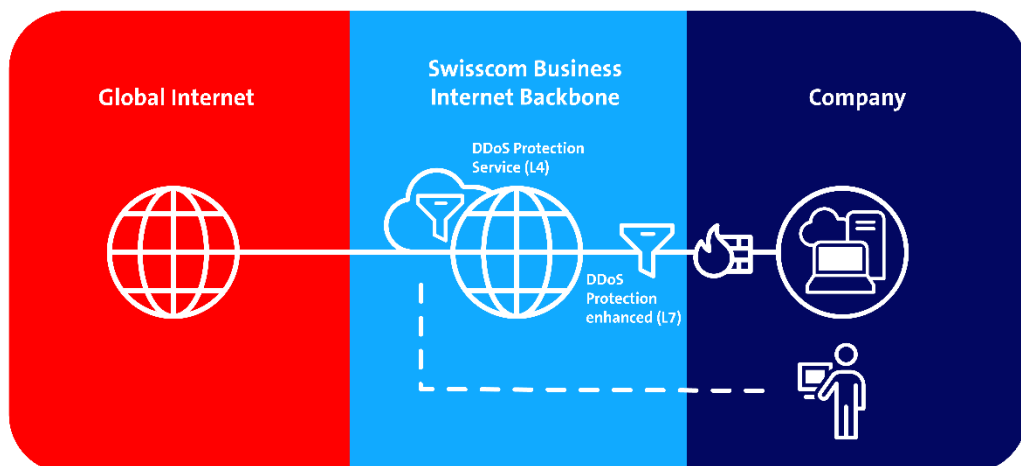 Global Internet
Swisscom Business
Internet Backbone
Company
DDoS Protection
Service (L4)
DDoS
Protection
enhanced (L7)